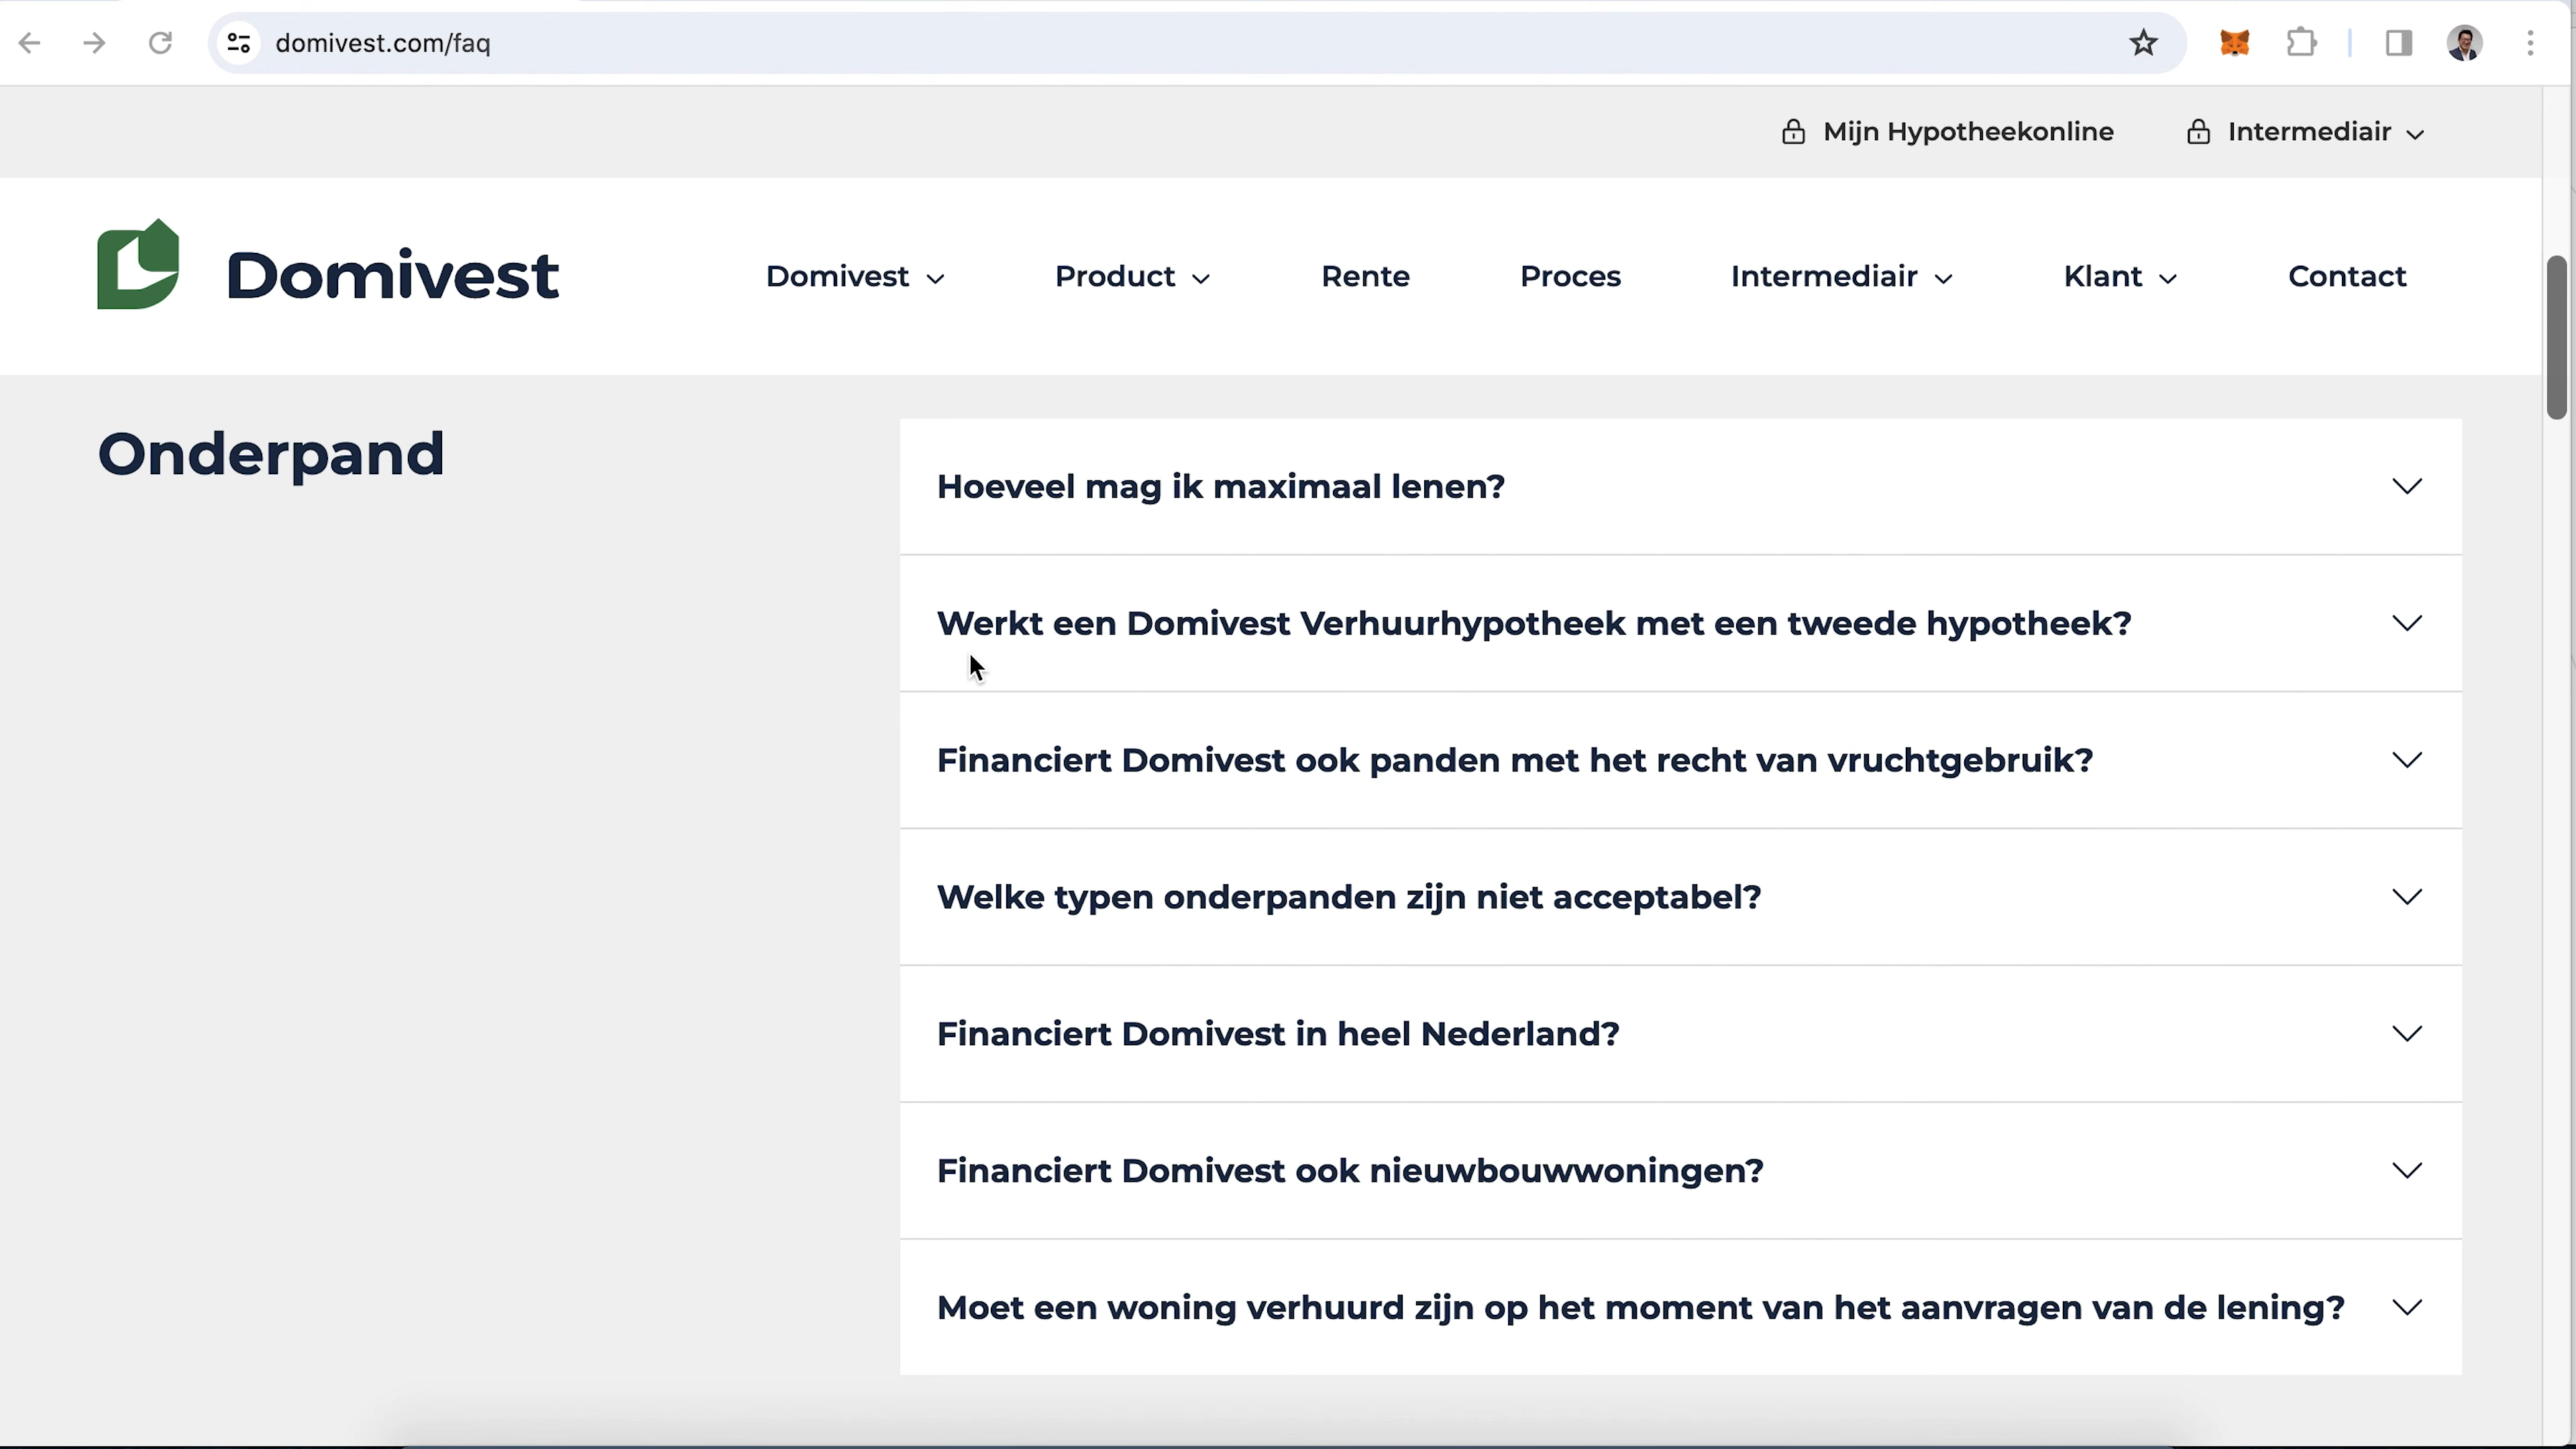 domivest.com/faq
Mijn Hypotheekonline
Intermediair
Domivest
Domivest
Product
Rente
Proces
Intermediair
Klant
Contact
Onderpand
Hoeveel mag ik maximaal lenen?
Werkt een Domivest Verhuurhypotheek met een tweede hypotheek?
Financiert Domivest ook panden met het recht van vruchtgebruik?
Welke typen onderpanden zijn niet acceptabel?
Financiert Domivest in heel Nederland?
Financiert Domivest ook nieuwbouwwoningen?
Moet een woning verhuurd zijn op het moment van het aanvragen van de lening?